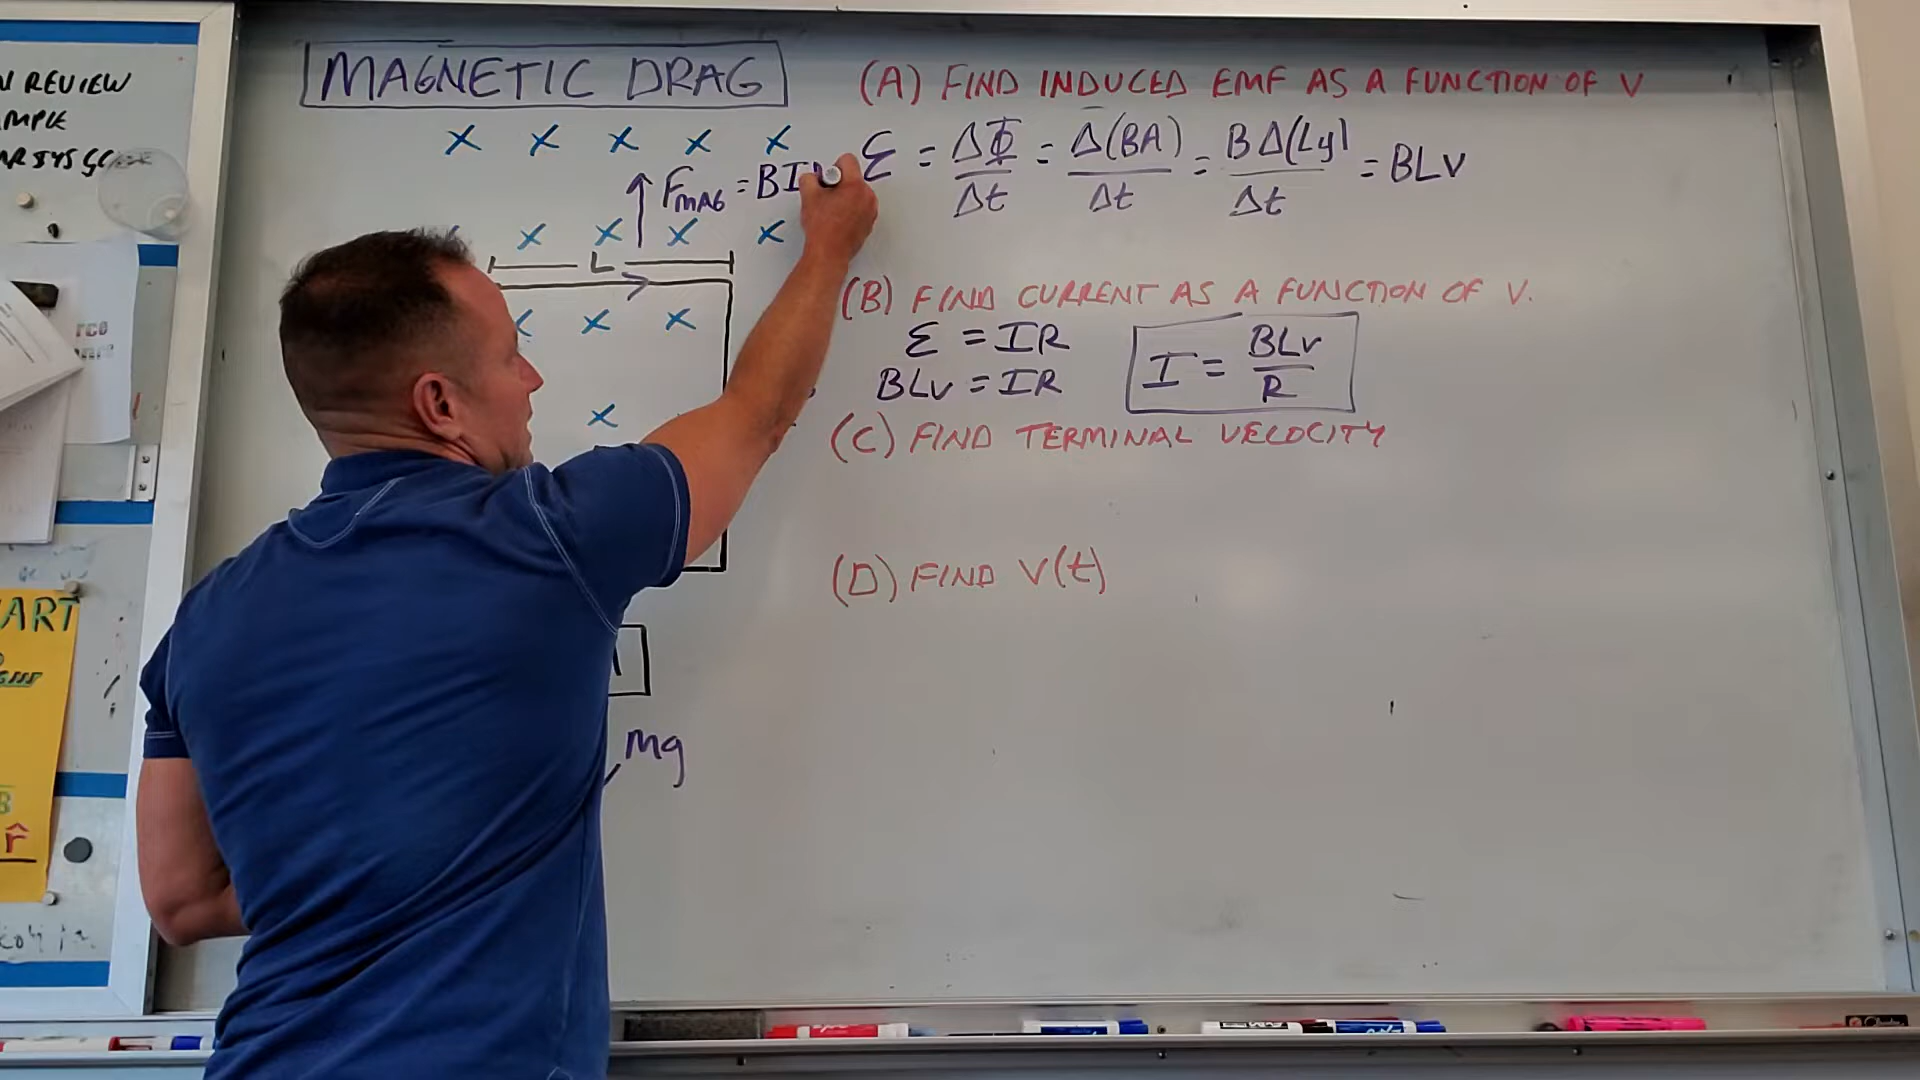 MAGNETIC DRAG
(A) FIND INDUCED EMF AS A FUNCTION OF V
ε = ΔΦ/Δt = Δ(BA)/Δt = BΔ(Ly)/Δt = BLV
F_MAG = BI
L
(B) FIND CURRENT AS A FUNCTION OF V.
ε = IR
BLv = IR
I = BLv/R
(C) FIND TERMINAL VELOCITY
(D) FIND V(t)
Mg
REVIEW